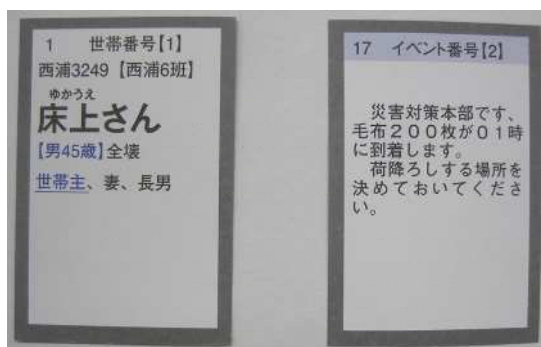 1 世帯番号【1】
西浦3249【西浦6班】
ゆかうえ
床上さん
【男45歳】全壊
世帯主、妻、長男
17 イベント番号【2】
災害対策本部です、
毛布200枚が01時
に到着します。
荷降ろしする場所を
決めておいてくださ
い。